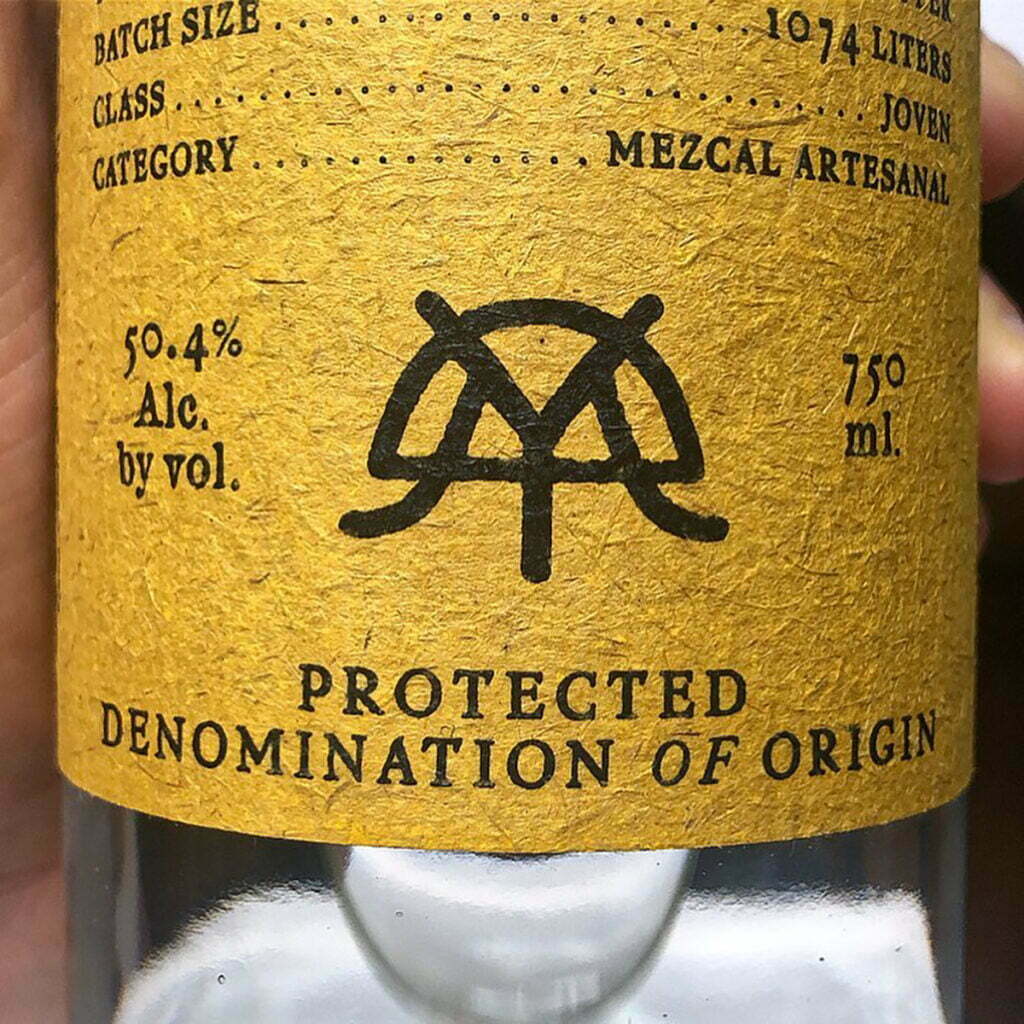 BATCH SIZE .................... 1074 LITERS
CLASS .......................... JOVEN
CATEGORY ............. MEZCAL ARTESANAL
50.4%
Alc.
by vol.
750
ml.
PROTECTED
DENOMINATION OF ORIGIN